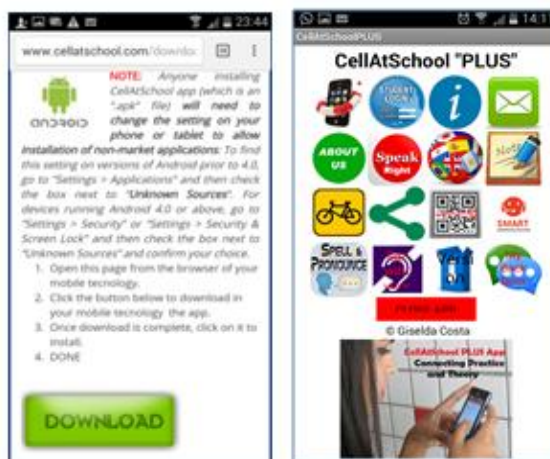 23:44
www.cellatschool.com/downloa
NOTE: Anyone installing
CellAtSchool app (which is an
".apk" file) will need to
change the setting on your
phone or tablet to allow
installation of non-market applications: To find
this setting on versions of Android prior to 4.0,
go to "Settings > Applications" and then check
the box next to "Unknown Sources". For
devices running Android 4.0 or above, go to
"Settings > Security" or "Settings > Security &
Screen Lock" and then check the box next to
"Unknown Sources" and confirm your choice.
1. Open this page from the browser of your
mobile tecnology.
2. Click the button below to download in
your mobile tecnology the app.
3. Once download is complete, click on it to
install.
4. DONE
DOWNLOAD
ANDROID
14:1
CellAtSchoolPLUS
CellAtSchool "PLUS"
STUDENT
LOGIN
i
ABOUT
US
Speak
Right
Note
SMART
SPELL &
PRONOUNCE
© Giselda Costa
CellAtSchool PLUS App
Connecting Practice
and Theory